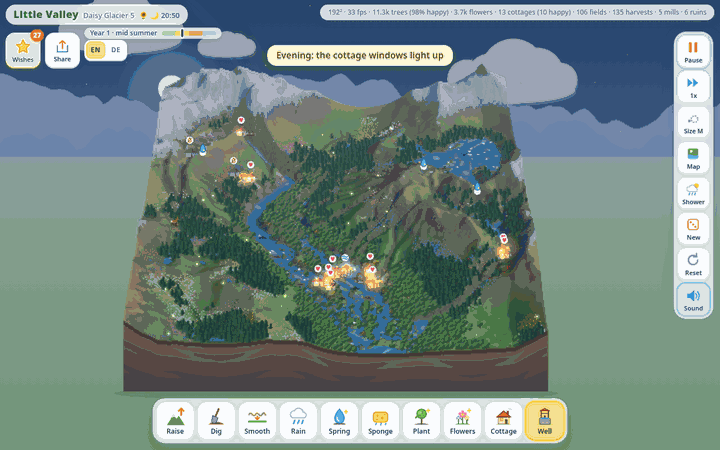 Little Valley
Daisy Glacier 5
20:50
192² · 33 fps · 11.3k trees (98% happy) · 3.7k flowers · 13 cottages (10 happy) · 106 fields · 135 harvests · 5 mills · 6 ruins
27
Wishes
Share
Year 1 · mid summer
EN
DE
Evening: the cottage windows light up
Pause
1x
Size M
Map
Shower
New
Reset
Sound
Raise
Dig
Smooth
Rain
Spring
Sponge
Plant
Flowers
Cottage
Well